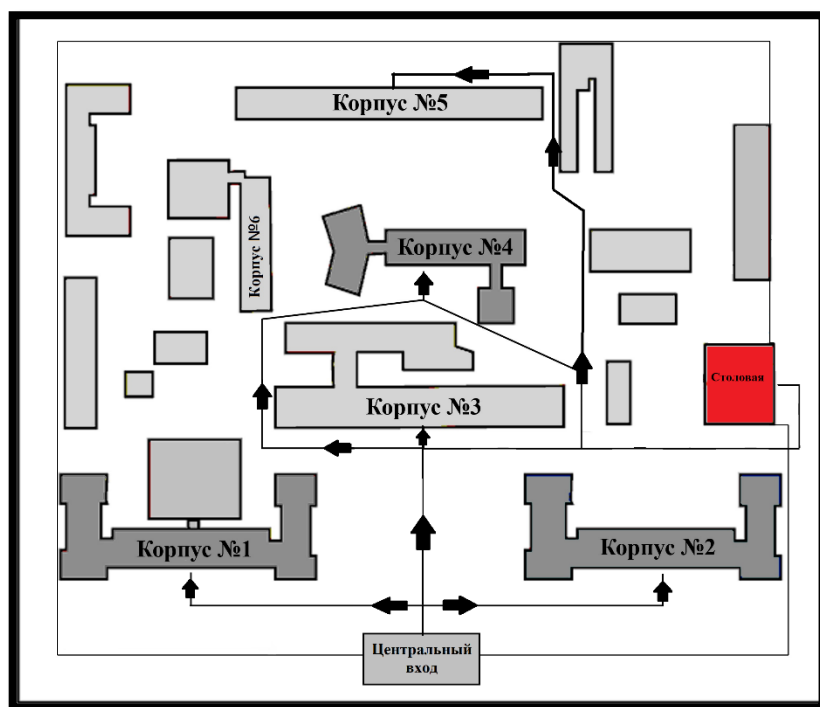 Корпус №5
Корпус №6
Корпус №4
Столовая
Корпус №3
Корпус №1
Корпус №2
Центральный
вход